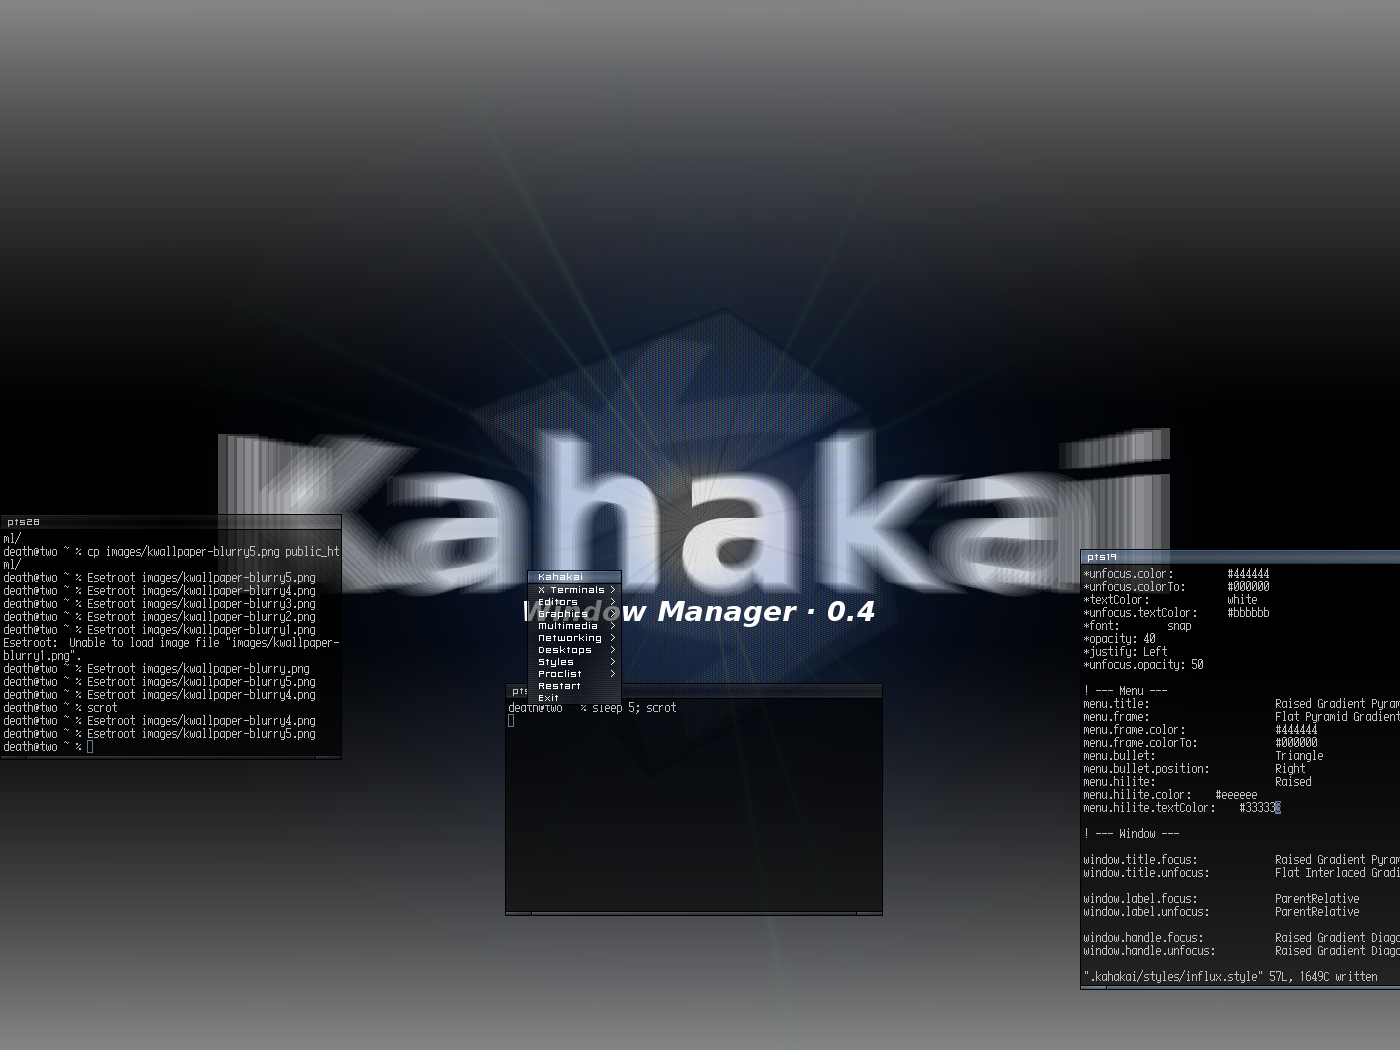 Kahakai
Window Manager · 0.4
pts28
ml/
death@two ~ % cp images/kwallpaper-blurry5.png public_ht
ml/
death@two ~ % Esetroot images/kwallpaper-blurry5.png
death@two ~ % Esetroot images/kwallpaper-blurry4.png
death@two ~ % Esetroot images/kwallpaper-blurry3.png
death@two ~ % Esetroot images/kwallpaper-blurry2.png
death@two ~ % Esetroot images/kwallpaper-blurry1.png
Esetroot:  Unable to load image file "images/kwallpaper-
blurry1.png".
death@two ~ % Esetroot images/kwallpaper-blurry.png
death@two ~ % Esetroot images/kwallpaper-blurry5.png
death@two ~ % Esetroot images/kwallpaper-blurry4.png
death@two ~ % scrot
death@two ~ % Esetroot images/kwallpaper-blurry4.png
death@two ~ % Esetroot images/kwallpaper-blurry5.png
death@two ~ %
Kahakai
X Terminals >
Editors >
Graphics >
Multimedia >
Networking >
Desktops >
Styles >
Proclist >
Restart
Exit
pts
death@two % sleep 5; scrot
pts19
*unfocus.color: #444444
*unfocus.colorTo: #000000
*textColor: white
*unfocus.textColor: #bbbbbb
*font: snap
*opacity: 40
*justify: Left
*unfocus.opacity: 50
! --- Menu ---
menu.title: Raised Gradient Pyram
menu.frame: Flat Pyramid Gradient
menu.frame.color: #444444
menu.frame.colorTo: #000000
menu.bullet: Triangle
menu.bullet.position: Right
menu.hilite: Raised
menu.hilite.color: #eeeeee
menu.hilite.textColor: #333333
! --- Window ---
window.title.focus: Raised Gradient Pyram
window.title.unfocus: Flat Interlaced Gradi
window.label.focus: ParentRelative
window.label.unfocus: ParentRelative
window.handle.focus: Raised Gradient Diago
window.handle.unfocus: Raised Gradient Diago
".kahakai/styles/influx.style" 57L, 1649C written